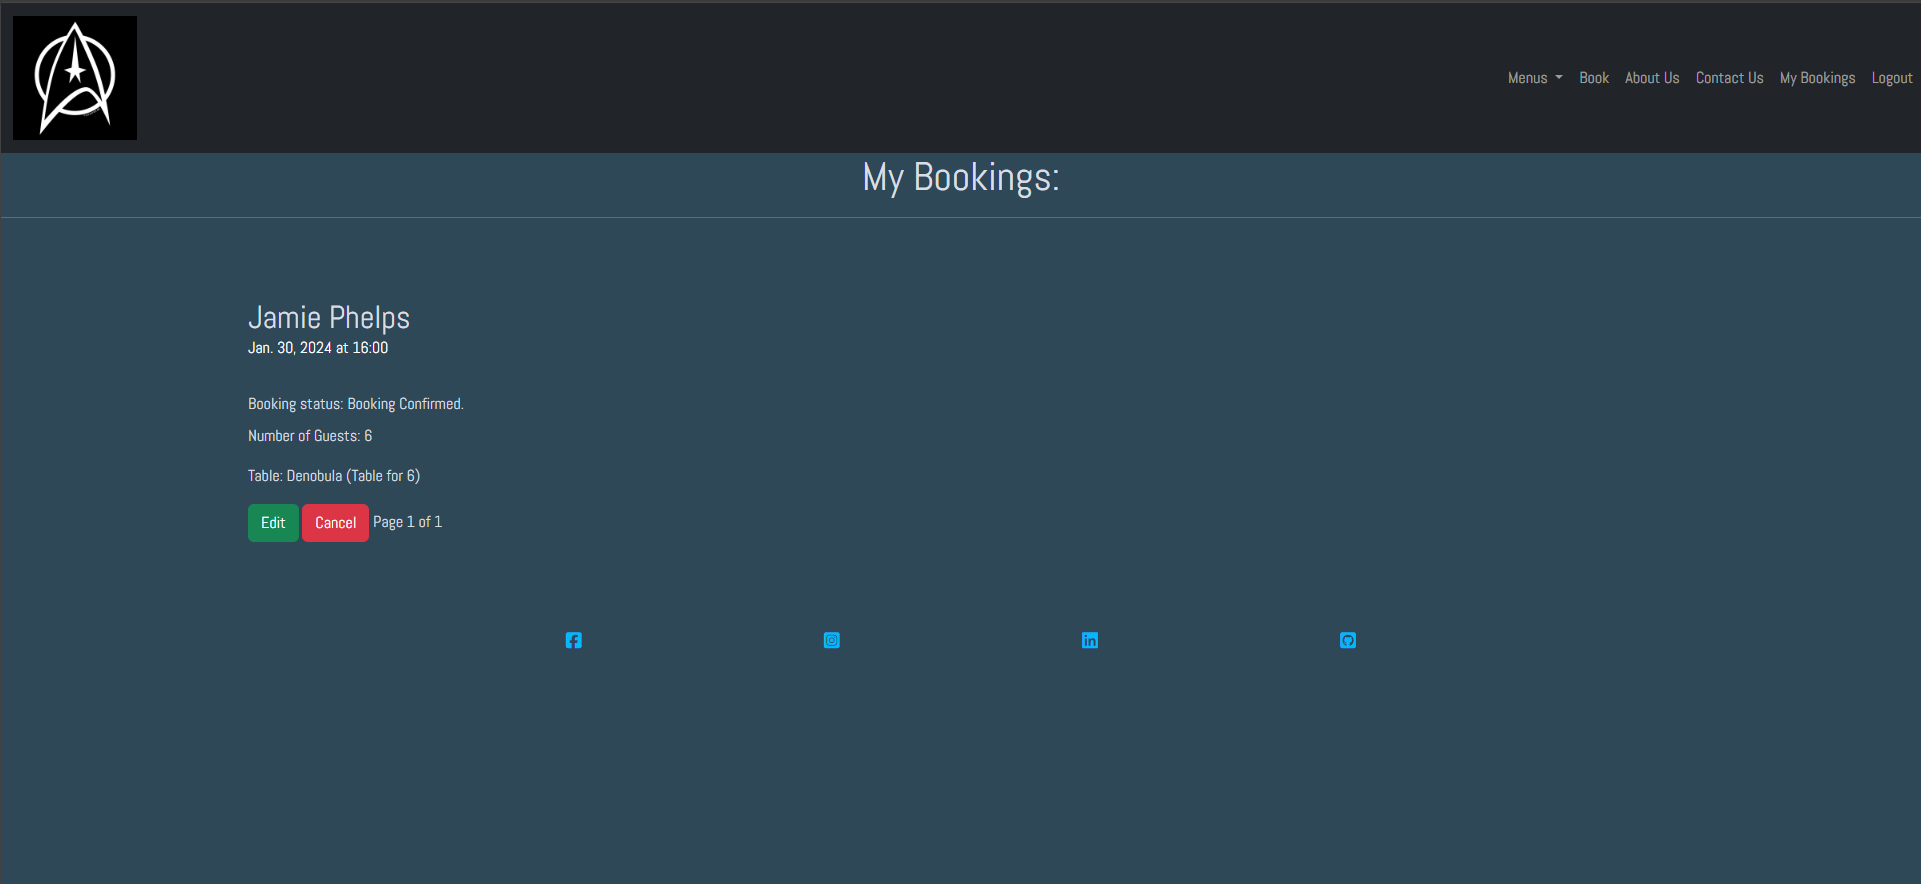 Menus Book About Us Contact Us My Bookings Logout
My Bookings:
Jamie Phelps
Jan. 30, 2024 at 16:00
Booking status: Booking Confirmed.
Number of Guests: 6
Table: Denobula (Table for 6)
Edit Cancel Page 1 of 1